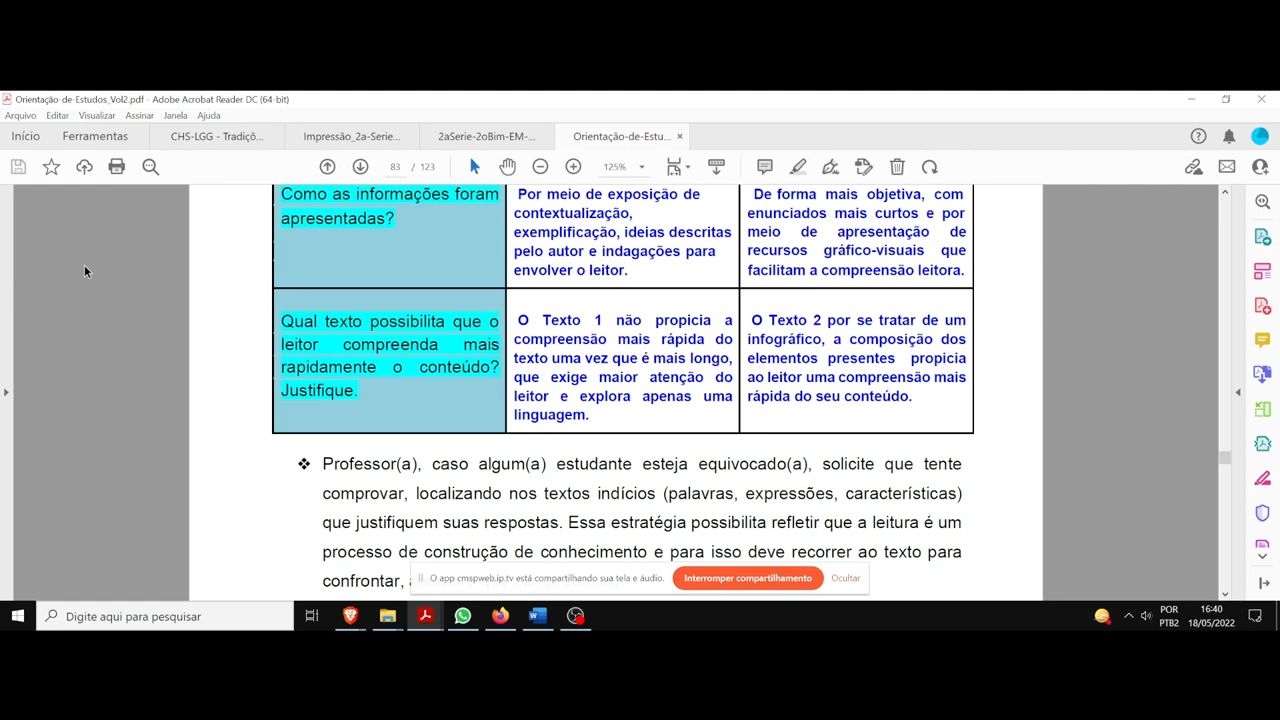 Orientação-de-Estudos_Vol2.pdf - Adobe Acrobat Reader DC (64-bit)
Arquivo Editar Visualizar Assinar Janela Ajuda
Início Ferramentas CHS-LGG - Tradiçõ... Impressão_2a-Serie... 2aSerie-2oBim-EM-... Orientação-de-Estu... ×
83 / 123 125%
Como as informações foram
apresentadas?
Por meio de exposição de
contextualização,
exemplificação, ideias descritas
pelo autor e indagações para
envolver o leitor.
De forma mais objetiva, com
enunciados mais curtos e por
meio de apresentação de
recursos gráfico-visuais que
facilitam a compreensão leitora.
Qual texto possibilita que o
leitor compreenda mais
rapidamente o conteúdo?
Justifique.
O Texto 1 não propicia a
compreensão mais rápida do
texto uma vez que é mais longo,
que exige maior atenção do
leitor e explora apenas uma
linguagem.
O Texto 2 por se tratar de um
infográfico, a composição dos
elementos presentes propicia
ao leitor uma compreensão mais
rápida do seu conteúdo.
❖ Professor(a), caso algum(a) estudante esteja equivocado(a), solicite que tente
comprovar, localizando nos textos indícios (palavras, expressões, características)
que justifiquem suas respostas. Essa estratégia possibilita refletir que a leitura é um
processo de construção de conhecimento e para isso deve recorrer ao texto para
confrontar,
O app cmspweb.ip.tv está compartilhando sua tela e áudio. Interromper compartilhamento Ocultar
Digite aqui para pesquisar
POR
PTB2
16:40
18/05/2022